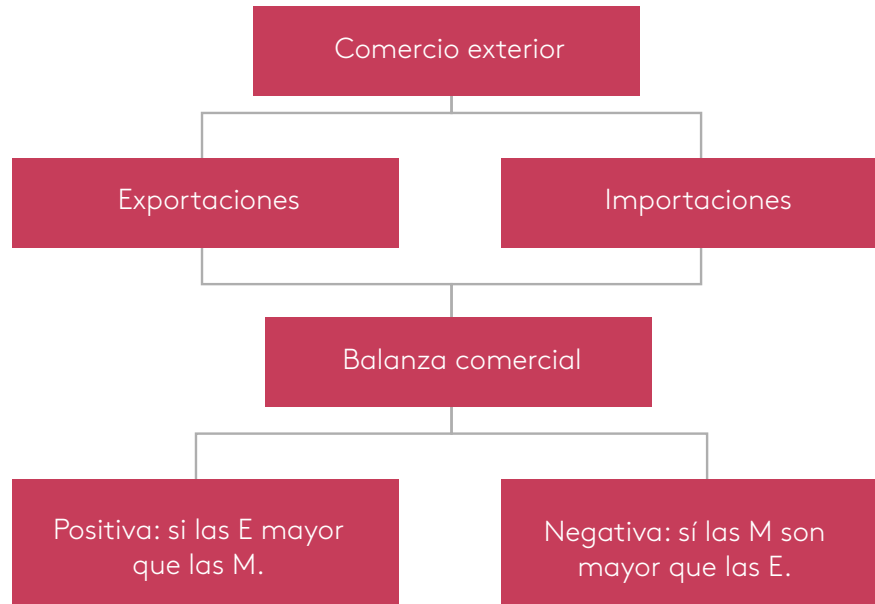 Comercio exterior
Exportaciones
Importaciones
Balanza comercial
Positiva: si las E mayor
que las M.
Negativa: sí las M son
mayor que las E.